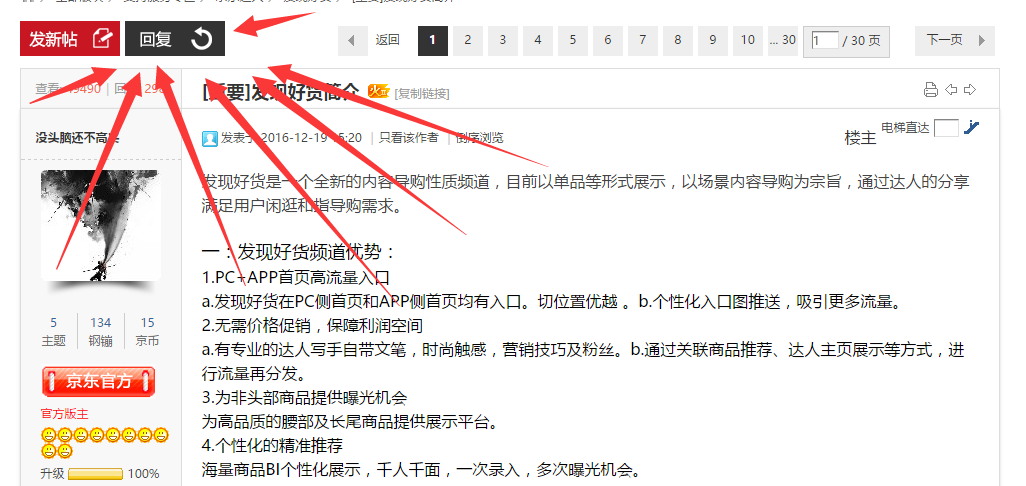 发新帖 回复 返回 1 2 3 4 5 6 7 8 9 10 ... 30 1 / 30 页 下一页
查看 49490 | 回 296
[重要]发现好货简介 火 [复制链接]
没头脑还不高兴
发表于 2016-12-19 15:20 | 只看该作者 | 倒序浏览
楼主 电梯直达
发现好货是一个全新的内容导购性质频道，目前以单品等形式展示，以场景内容导购为宗旨，通过达人的分享
满足用户闲逛和指导购需求。
一：发现好货频道优势：
1.PC+APP首页高流量入口
a.发现好货在PC侧首页和APP侧首页均有入口。切位置优越 。b.个性化入口图推送，吸引更多流量。
2.无需价格促销，保障利润空间
a.有专业的达人写手自带文笔，时尚触感，营销技巧及粉丝。b.通过关联商品推荐、达人主页展示等方式，进
行流量再分发。
3.为非头部商品提供曝光机会
为高品质的腰部及长尾商品提供展示平台。
4.个性化的精准推荐
海量商品BI个性化展示，千人千面，一次录入，多次曝光机会。
5 134 15
主题 钢镚 京币
京东官方
官方版主
升级 100%